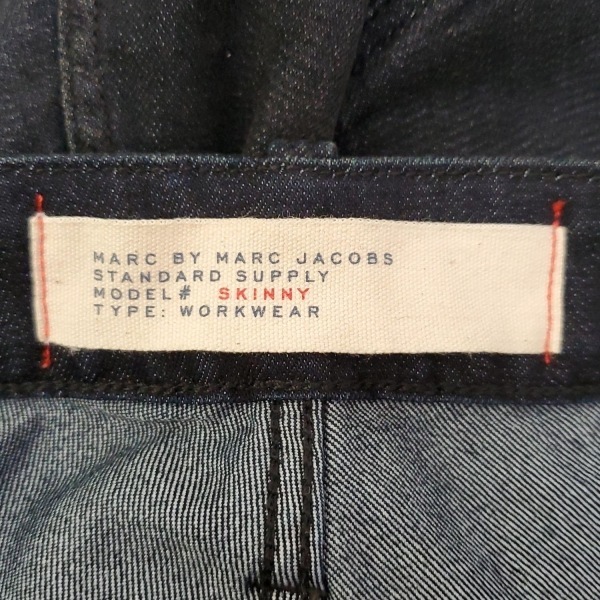 MARC BY MARC JACOBS
STANDARD SUPPLY
MODEL# SKINNY
TYPE: WORKWEAR